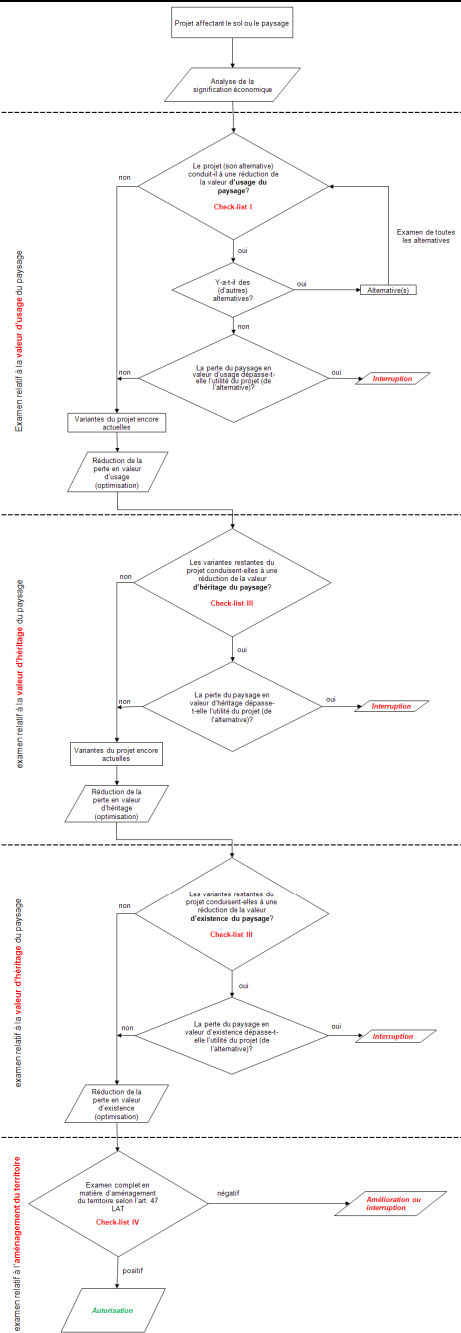 Projet affectant le sol ou le paysage
Analyse de la
signification économique
Examen relatif à la valeur d'usage du paysage
Le projet (son alternative)
conduit-il à une réduction de
la valeur d'usage du
paysage?
Check-list I
non
oui
Examen de toutes
les alternatives
Y-a-t-il des
(d'autres)
alternatives?
oui
Alternative(s)
non
La perte du paysage en
valeur d'usage dépasse-t-
elle l'utilité du projet (de
l'alternative)?
non
oui
Interruption
Variantes du projet encore
actuelles
Réduction de la
perte en valeur
d'usage
(optimisation)
examen relatif à la valeur d'héritage du paysage
Les variantes restantes du
projet conduisent-elles à une
réduction de la valeur
d'héritage du paysage?
Check-list III
non
oui
La perte du paysage en
valeur d'héritage dépasse-
t-elle l'utilité du projet (de
l'alternative)?
non
oui
Interruption
Variantes du projet encore
actuelles
Réduction de la
perte en valeur
d'héritage
(optimisation)
examen relatif à la valeur d'héritage du paysage
Les variantes restantes du
projet conduisent-elles à une
réduction de la valeur
d'existence du paysage?
Check-list III
non
oui
La perte du paysage en
valeur d'existence dépasse-t-
elle l'utilité du projet (de
l'alternative)?
non
oui
Interruption
Réduction de la
perte en valeur
d'existence
(optimisation)
examen relatif à l'aménagement du territoire
Examen complet en
matière d'aménagement
du territoire selon l'art. 47
LAT
Check-list IV
négatif
Amélioration ou
interruption
positif
Autorisation